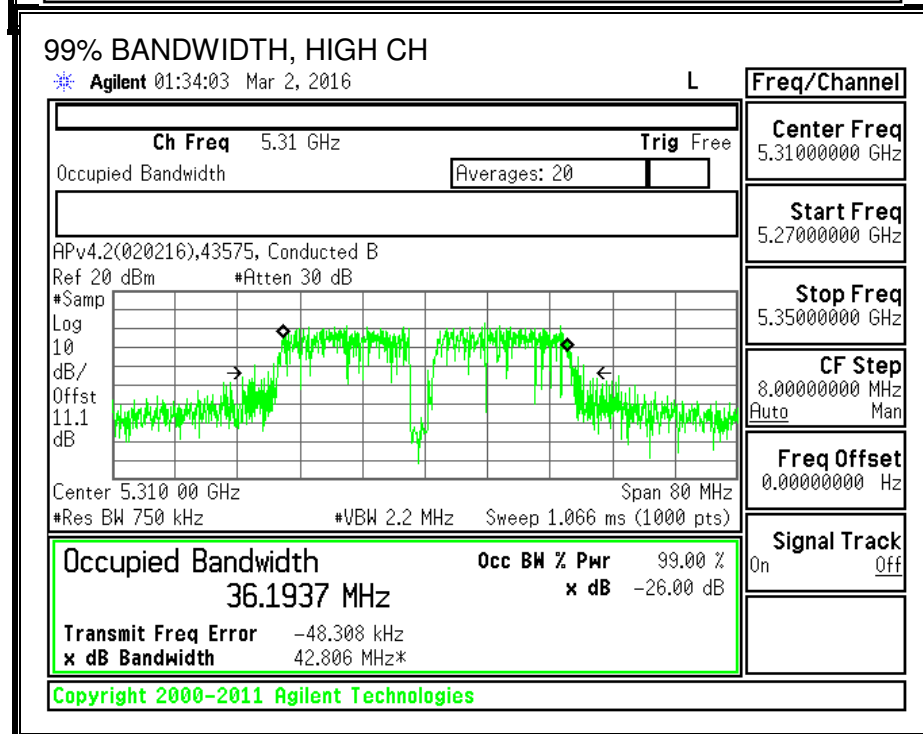 99% BANDWIDTH, HIGH CH
Agilent 01:34:03 Mar 2, 2016 L
Freq/Channel
Ch Freq 5.31 GHz Trig Free
Occupied Bandwidth Averages: 20
APv4.2(020216),43575, Conducted B
Ref 20 dBm #Atten 30 dB
#Samp
Log
10
dB/
Offst
11.1
dB
Center 5.310 00 GHz Span 80 MHz
#Res BW 750 kHz #VBW 2.2 MHz Sweep 1.066 ms (1000 pts)
Occupied Bandwidth Occ BW % Pwr 99.00 %
36.1937 MHz x dB -26.00 dB
Transmit Freq Error -48.308 kHz
x dB Bandwidth 42.806 MHz*
Copyright 2000-2011 Agilent Technologies
Center Freq
5.31000000 GHz
Start Freq
5.27000000 GHz
Stop Freq
5.35000000 GHz
CF Step
8.00000000 MHz
Auto Man
Freq Offset
0.00000000 Hz
Signal Track
On Off